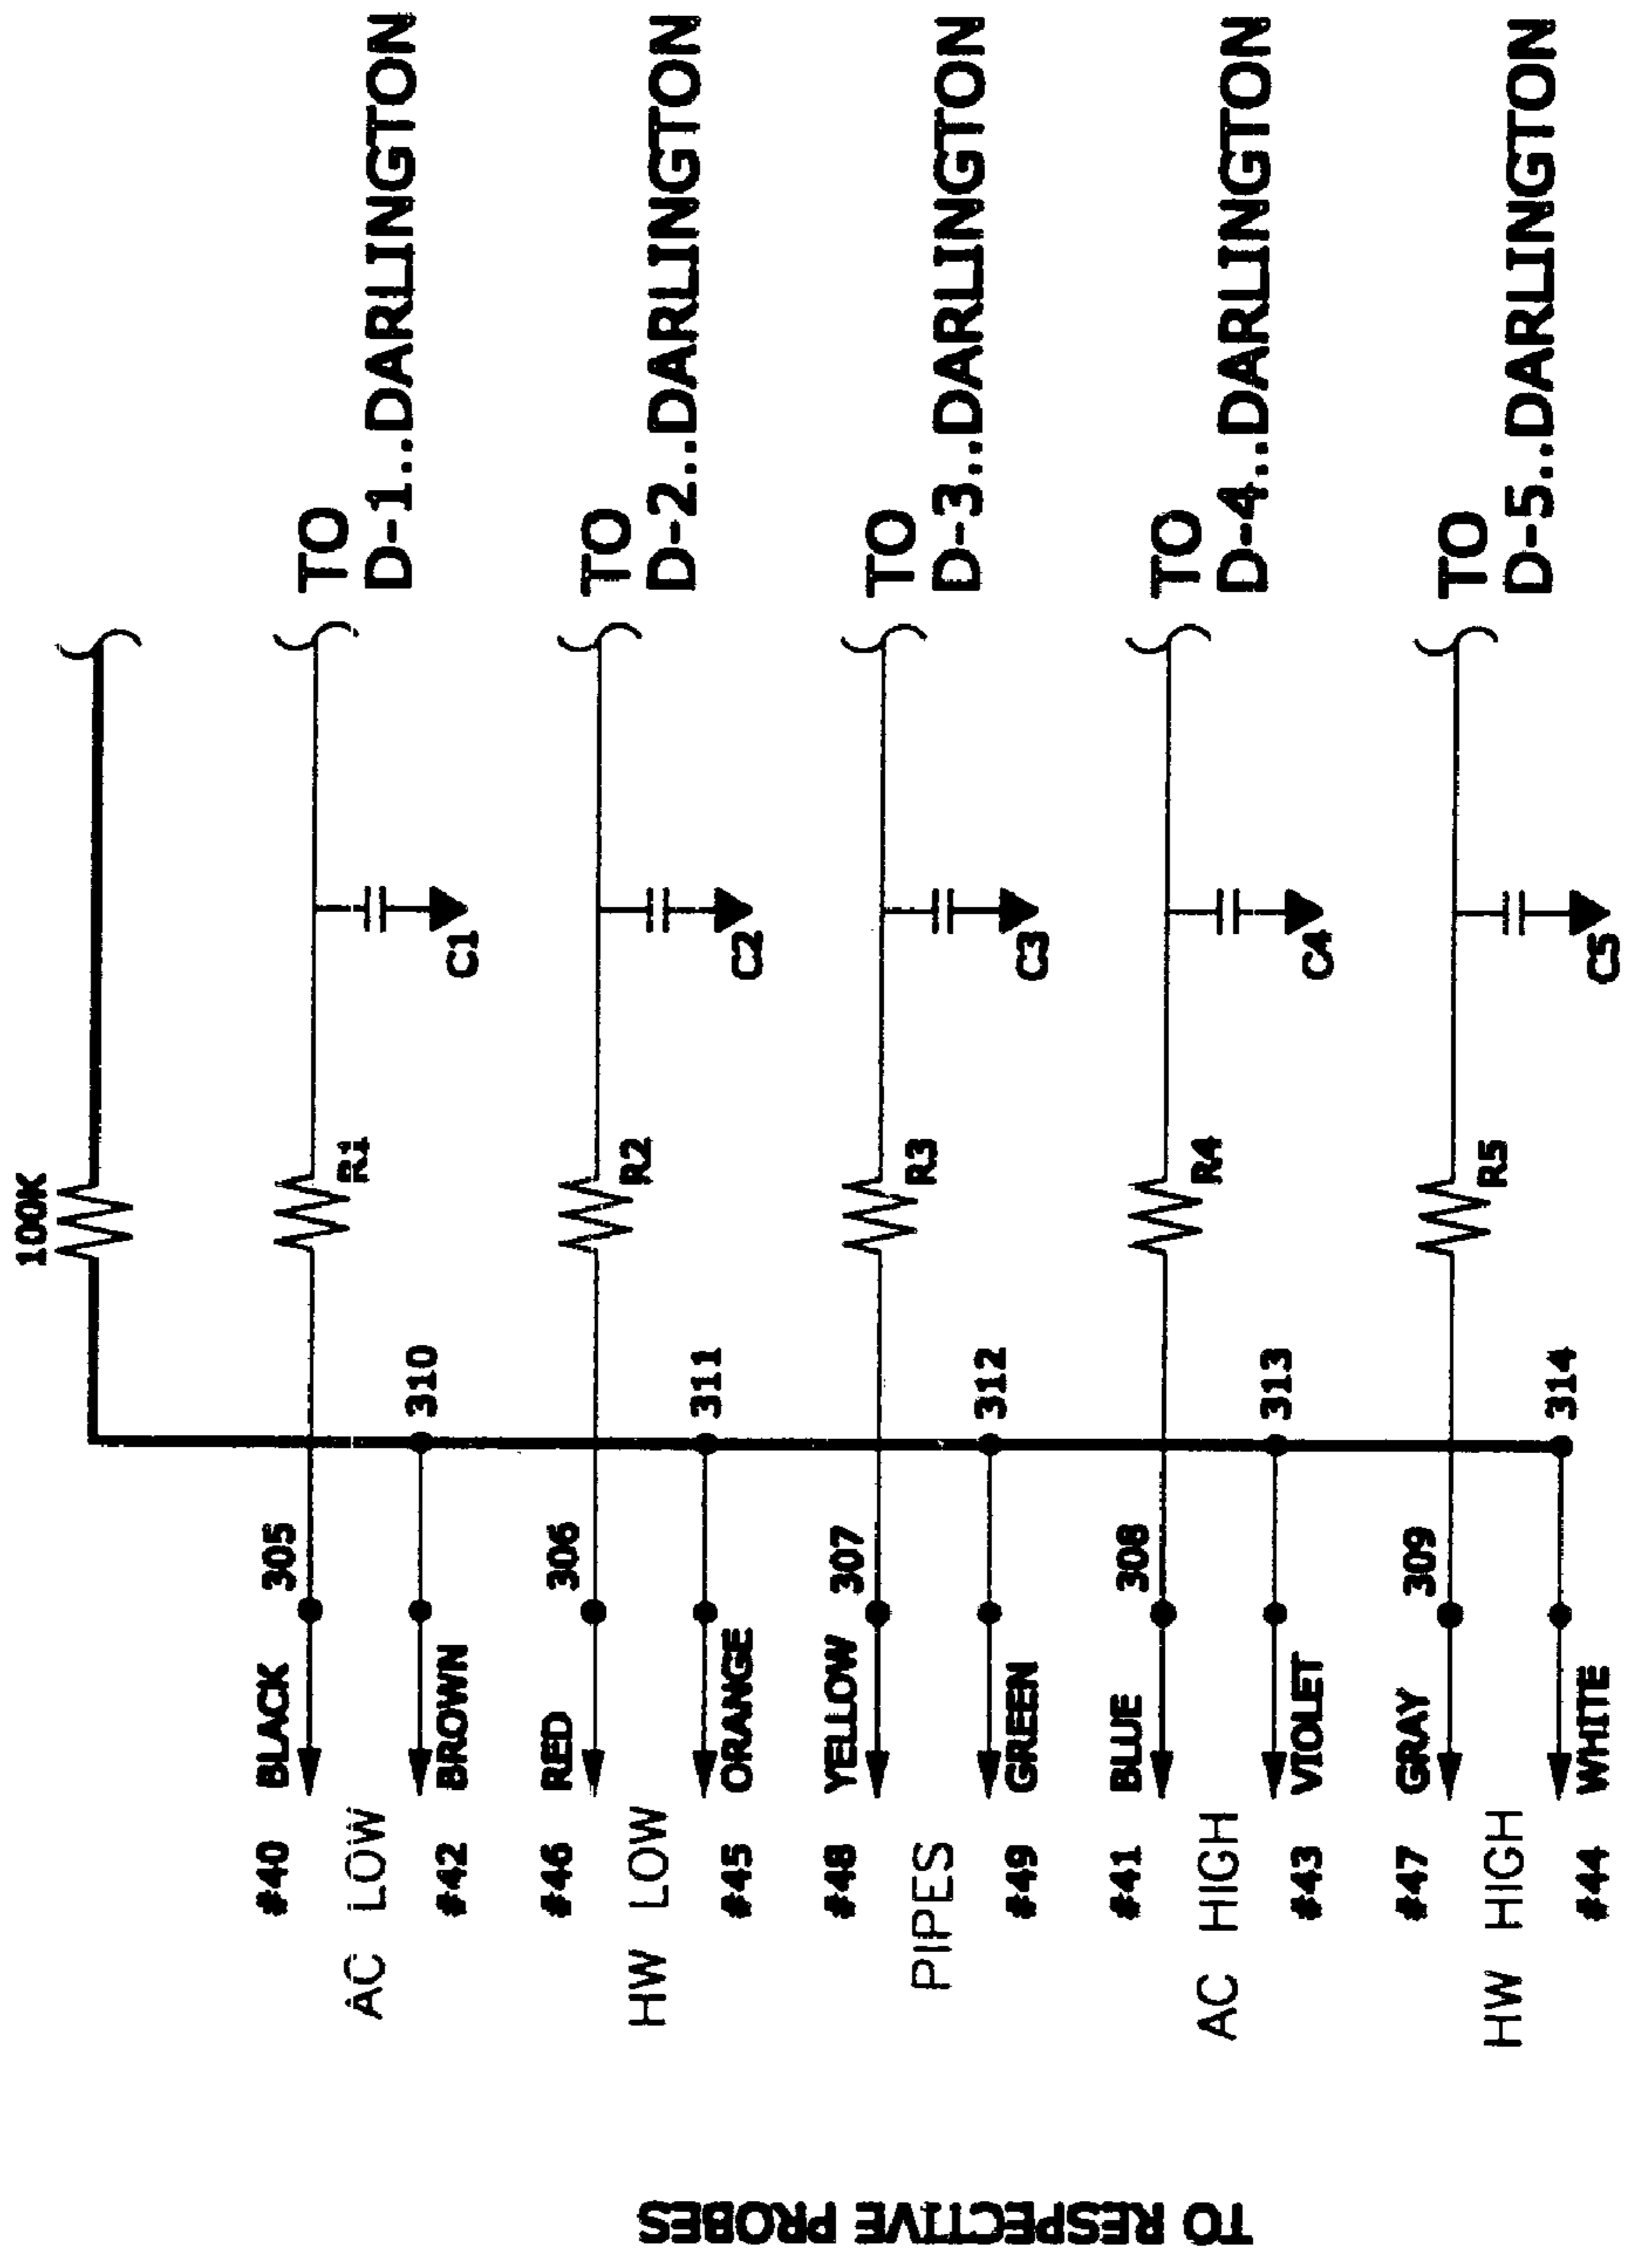 100K
#40 BLACK 305
R1
C1
TO
D-1..DARLINGTON
AC LOW
#42 BROWN 310
#46 RED 306
R2
C2
TO
D-2..DARLINGTON
HW LOW
#45 ORANGE 311
#48 YELLOW 307
R3
C3
TO
D-3..DARLINGTON
PIPES
#49 GREEN 312
#41 BLUE 308
R4
C4
TO
D-4..DARLINGTON
AC HIGH
#43 VIOLET 313
#47 GRAY 309
R5
C5
TO
D-5..DARLINGTON
HW HIGH
#44 WHITE 314
TO RESPECTIVE PROBES